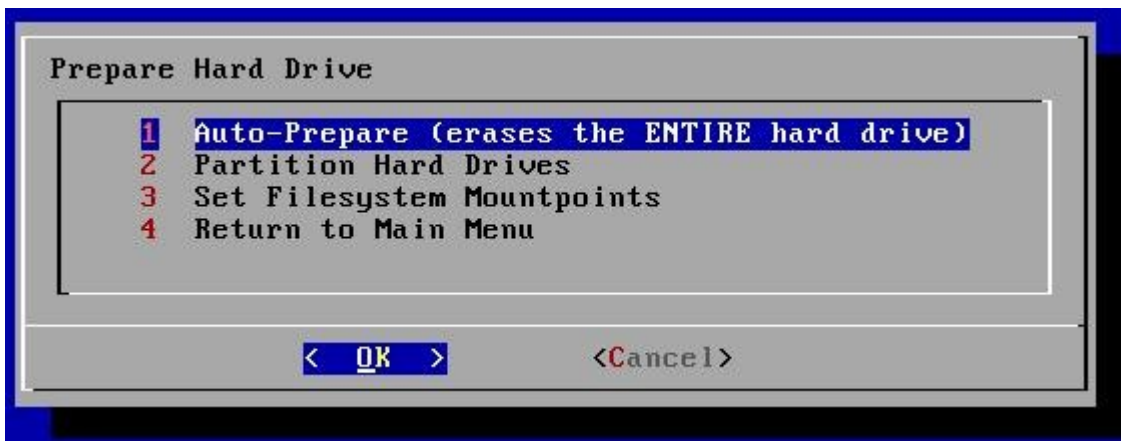 Prepare Hard Drive
1 Auto-Prepare (erases the ENTIRE hard drive)
2 Partition Hard Drives
3 Set Filesystem Mountpoints
4 Return to Main Menu
< OK > <Cancel>